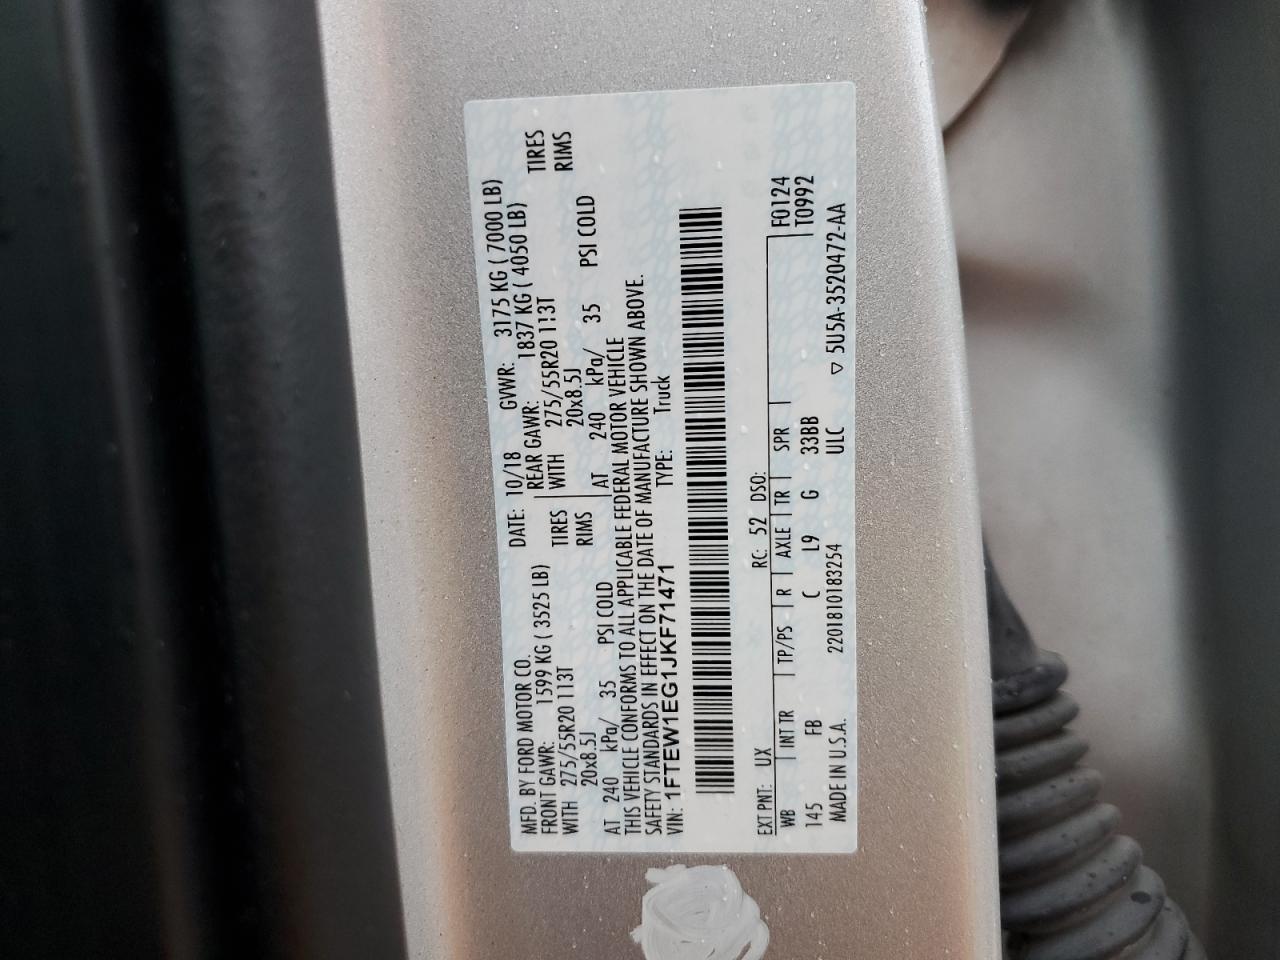 MFD. BY FORD MOTOR CO.
DATE: 10/18 GVWR: 3175 KG ( 7000 LB)
FRONT GAWR: 1599 KG ( 3525 LB)
REAR GAWR: 1837 KG ( 4050 LB)
WITH 275/55R20 113T TIRES
WITH 275/55R20 113T TIRES
20x8.5J RIMS
20x8.5J RIMS
AT 240 kPa/ 35 PSI COLD
AT 240 kPa/ 35 PSI COLD
THIS VEHICLE CONFORMS TO ALL APPLICABLE FEDERAL MOTOR VEHICLE
SAFETY STANDARDS IN EFFECT ON THE DATE OF MANUFACTURE SHOWN ABOVE.
VIN: 1FTEW1EG1JKF71471 TYPE: Truck
EXT PNT: UX RC: 52 DSO:
WB INT TR TP/PS R AXLE TR SPR F0124
145 FB C L9 G 33BB T0992
MADE IN U.S.A. 2201810183254 ULC ▽ 5U5A-3520472-AA